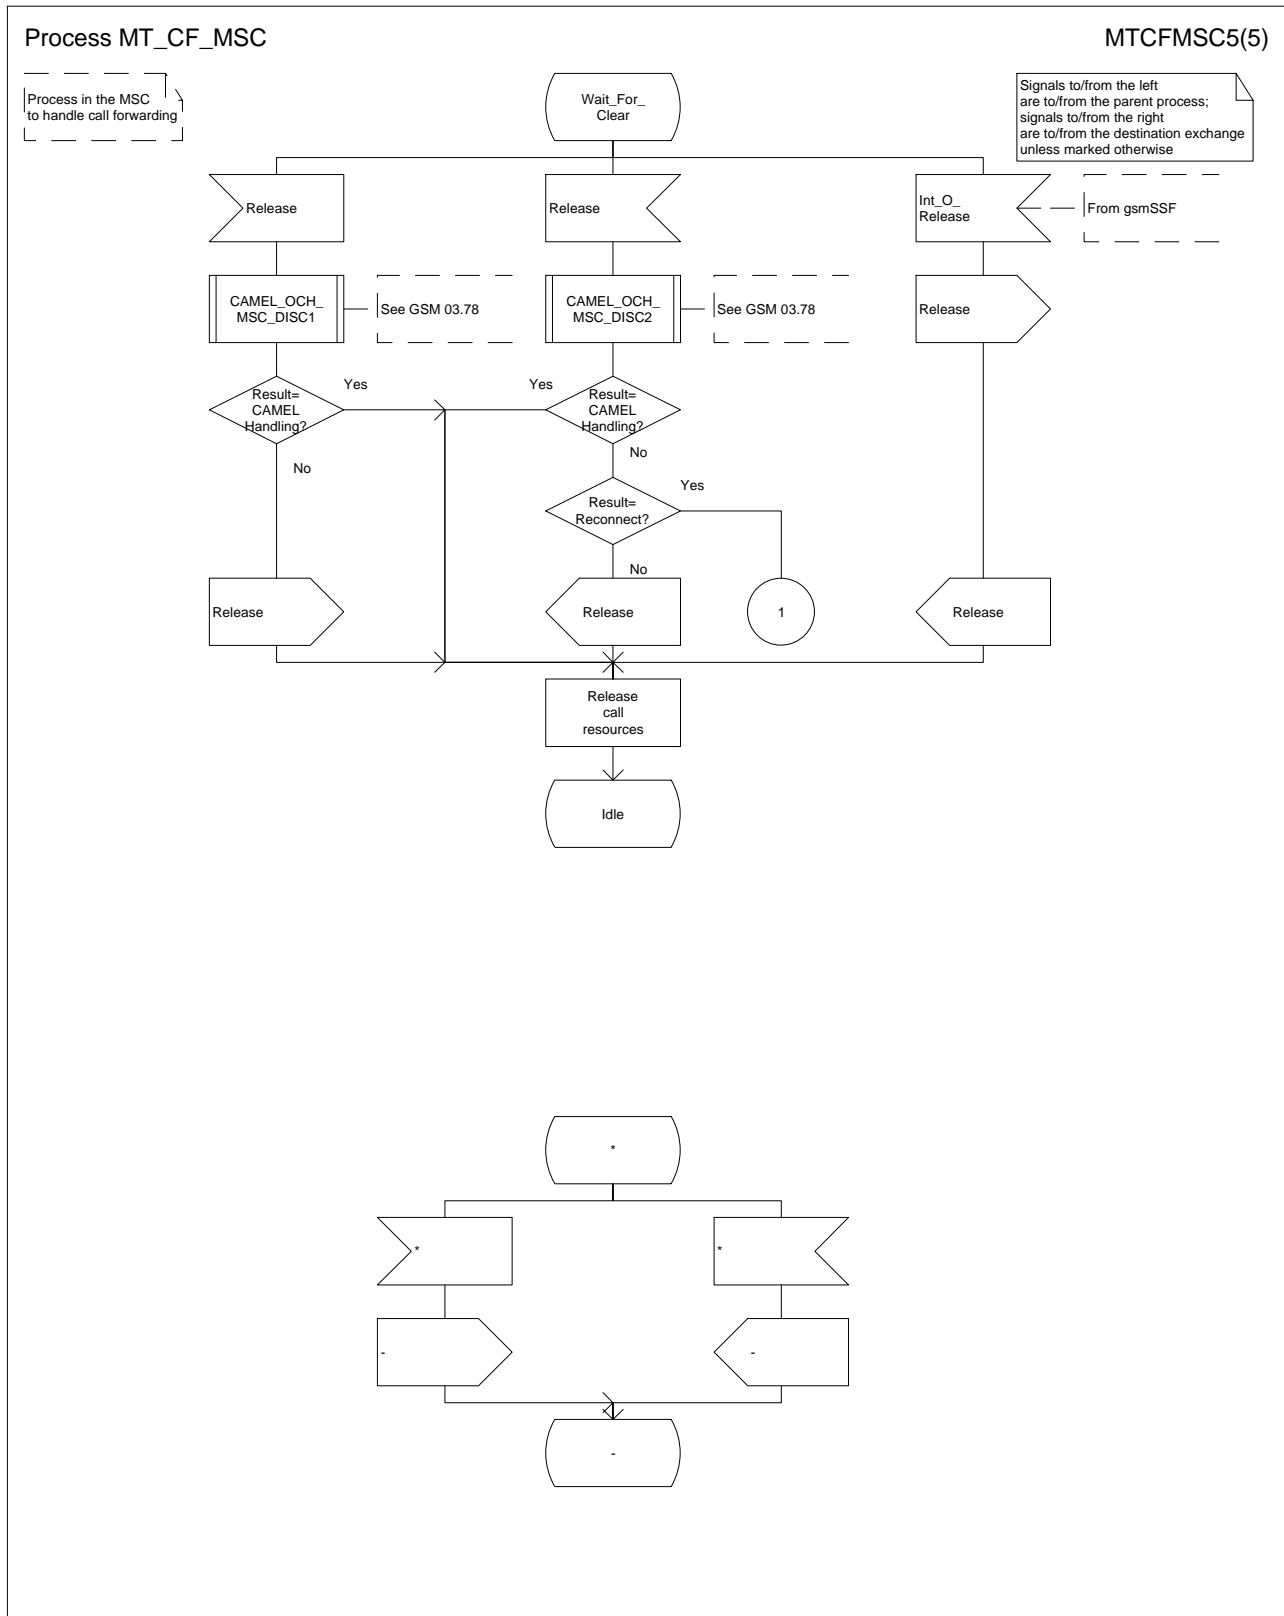 Process MT_CF_MSC
MTCFMSC5(5)
Process in the MSC
to handle call forwarding
Wait_For_
Clear
Signals to/from the left
are to/from the parent process;
signals to/from the right
are to/from the destination exchange
unless marked otherwise
Release
Release
Int_O_
Release
From gsmSSF
CAMEL_OCH_
MSC_DISC1
See GSM 03.78
CAMEL_OCH_
MSC_DISC2
See GSM 03.78
Release
Result=
CAMEL
Handling?
Yes
No
Yes
Result=
CAMEL
Handling?
No
Result=
Reconnect?
Yes
No
Release
Release
1
Release
Release
call
resources
Idle
*
*
*
-
-
-